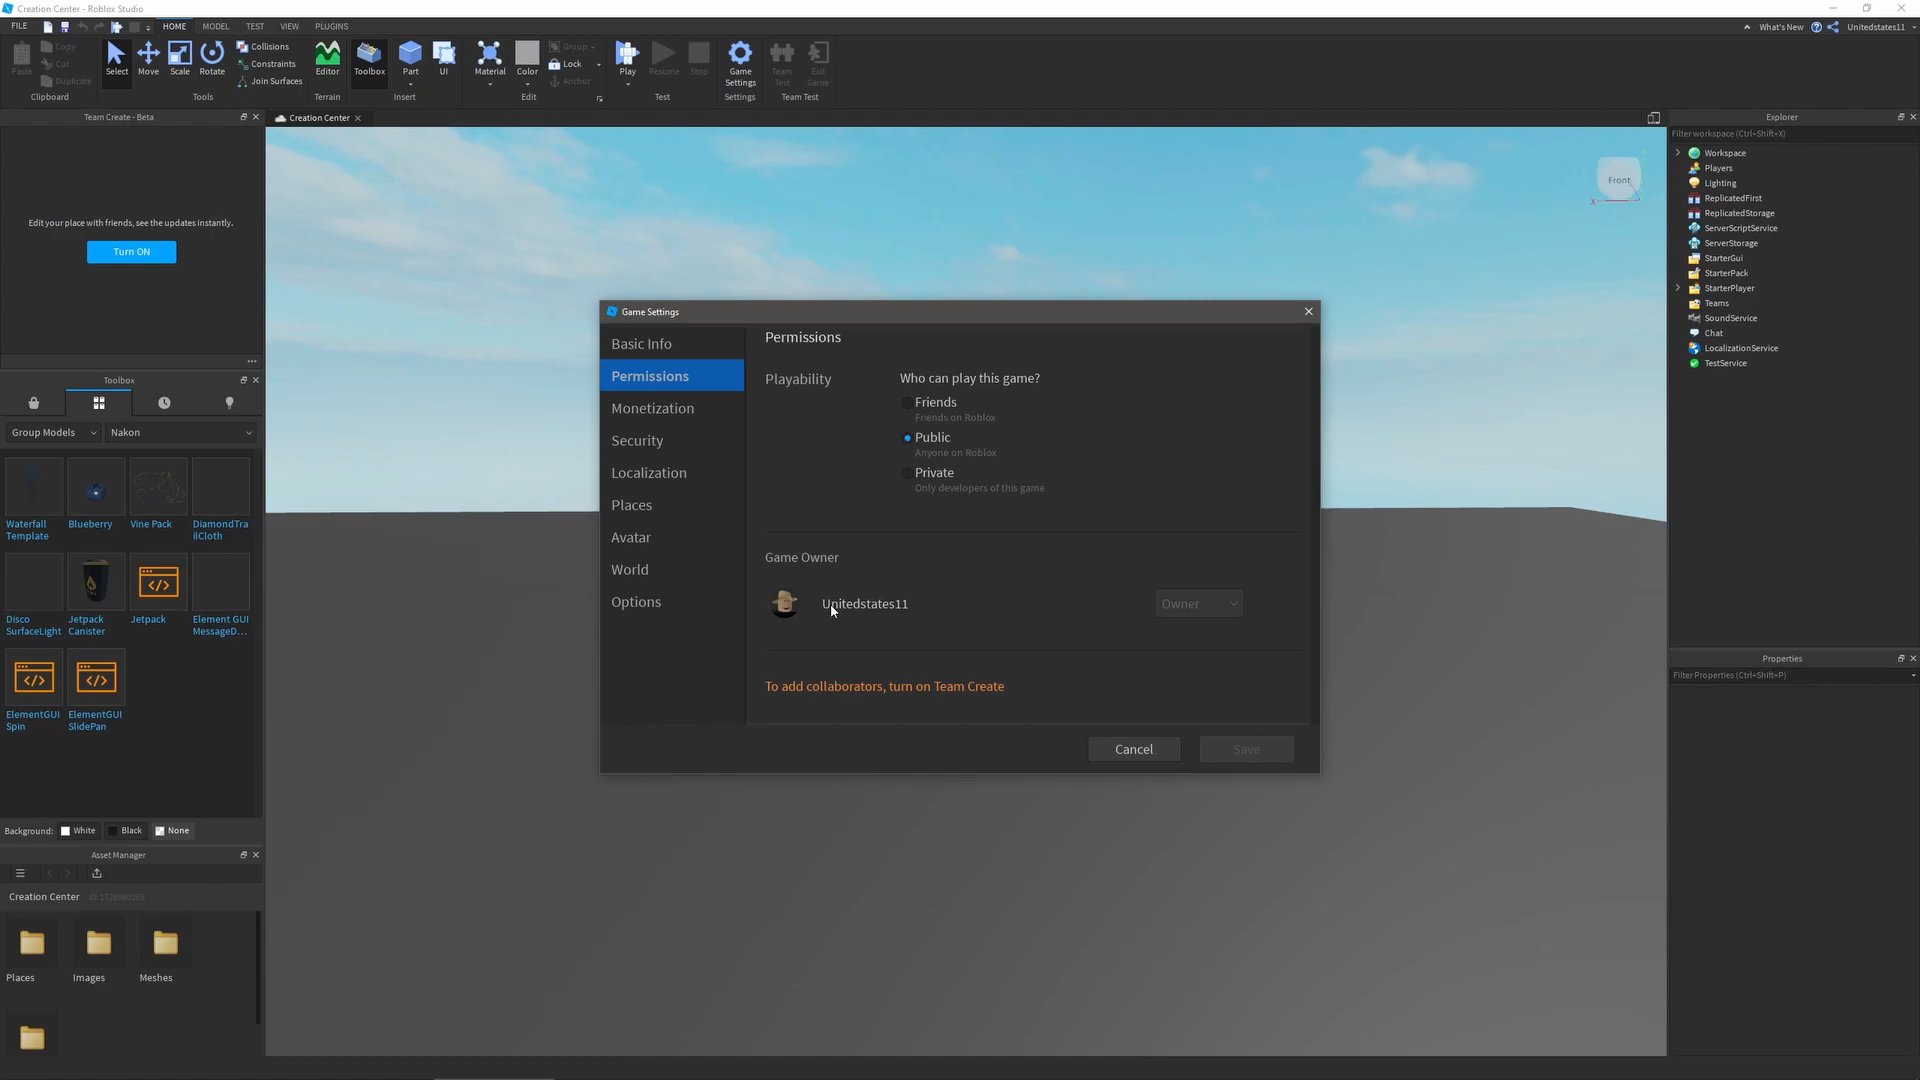 Creation Center - Roblox Studio
FILE HOME MODEL TEST VIEW PLUGINS What's New Unitedstates11
Paste Copy Cut Duplicate
Select Move Scale Rotate
Collisions
Constraints
Join Surfaces
Editor Toolbox Part UI Material Color
Group
Lock
Anchor
Play Resume Stop
Game Settings
Team Test
Exit Game
Clipboard Tools Terrain Insert Edit Test Settings Team Test
Team Create - Beta
Edit your place with friends, see the updates instantly.
Turn ON
Toolbox
Group Models Nakon
Waterfall Template
Blueberry
Vine Pack
DiamondTra
ilCloth
Disco SurfaceLight
Jetpack Canister
Jetpack
Element GUI MessageD...
ElementGUI Spin
ElementGUI SlidePan
Background: White Black None
Asset Manager
Creation Center
Places Images Meshes
Creation Center
Front
X
Game Settings
Basic Info
Permissions
Monetization
Security
Localization
Places
Avatar
World
Options
Permissions
Playability
Who can play this game?
Friends
Friends on Roblox
Public
Anyone on Roblox
Private
Only developers of this game
Game Owner
Unitedstates11 Owner
To add collaborators, turn on Team Create
Cancel Save
Explorer
Filter workspace (Ctrl+Shift+X)
Workspace
Players
Lighting
ReplicatedFirst
ReplicatedStorage
ServerScriptService
ServerStorage
StarterGui
StarterPack
StarterPlayer
Teams
SoundService
Chat
LocalizationService
TestService
Properties
Filter Properties (Ctrl+Shift+P)